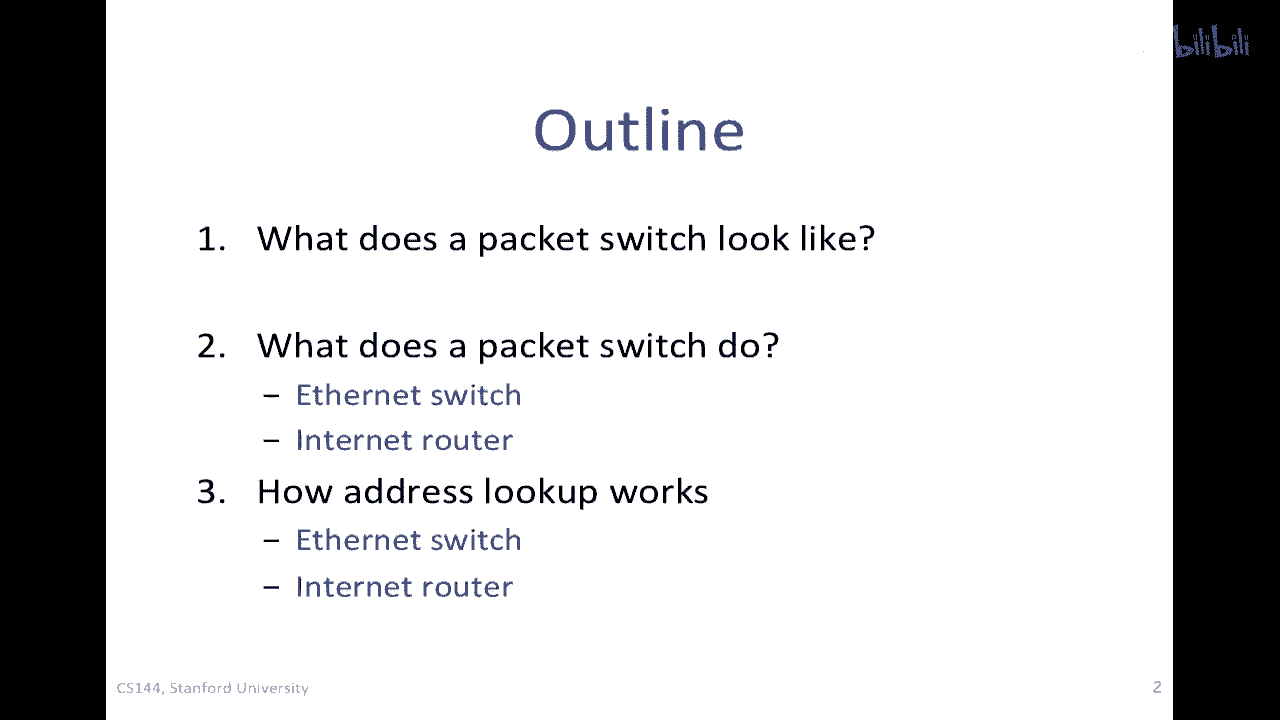 bilibili
Outline
1. What does a packet switch look like?
2. What does a packet switch do?
– Ethernet switch
– Internet router
3. How address lookup works
– Ethernet switch
– Internet router
CS144, Stanford University
2